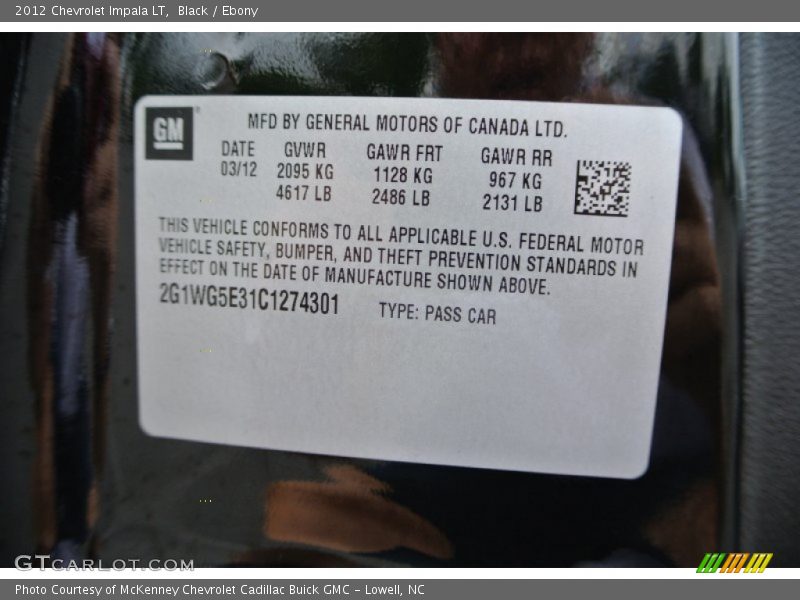 2012 Chevrolet Impala LT, Black / Ebony
GM
MFD BY GENERAL MOTORS OF CANADA LTD.
DATE GVWR GAWR FRT GAWR RR
03/12 2095 KG 1128 KG 967 KG
4617 LB 2486 LB 2131 LB
THIS VEHICLE CONFORMS TO ALL APPLICABLE U.S. FEDERAL MOTOR
VEHICLE SAFETY, BUMPER, AND THEFT PREVENTION STANDARDS IN
EFFECT ON THE DATE OF MANUFACTURE SHOWN ABOVE.
2G1WG5E31C1274301 TYPE: PASS CAR
GTCARLOT.COM
Photo Courtesy of McKenney Chevrolet Cadillac Buick GMC - Lowell, NC